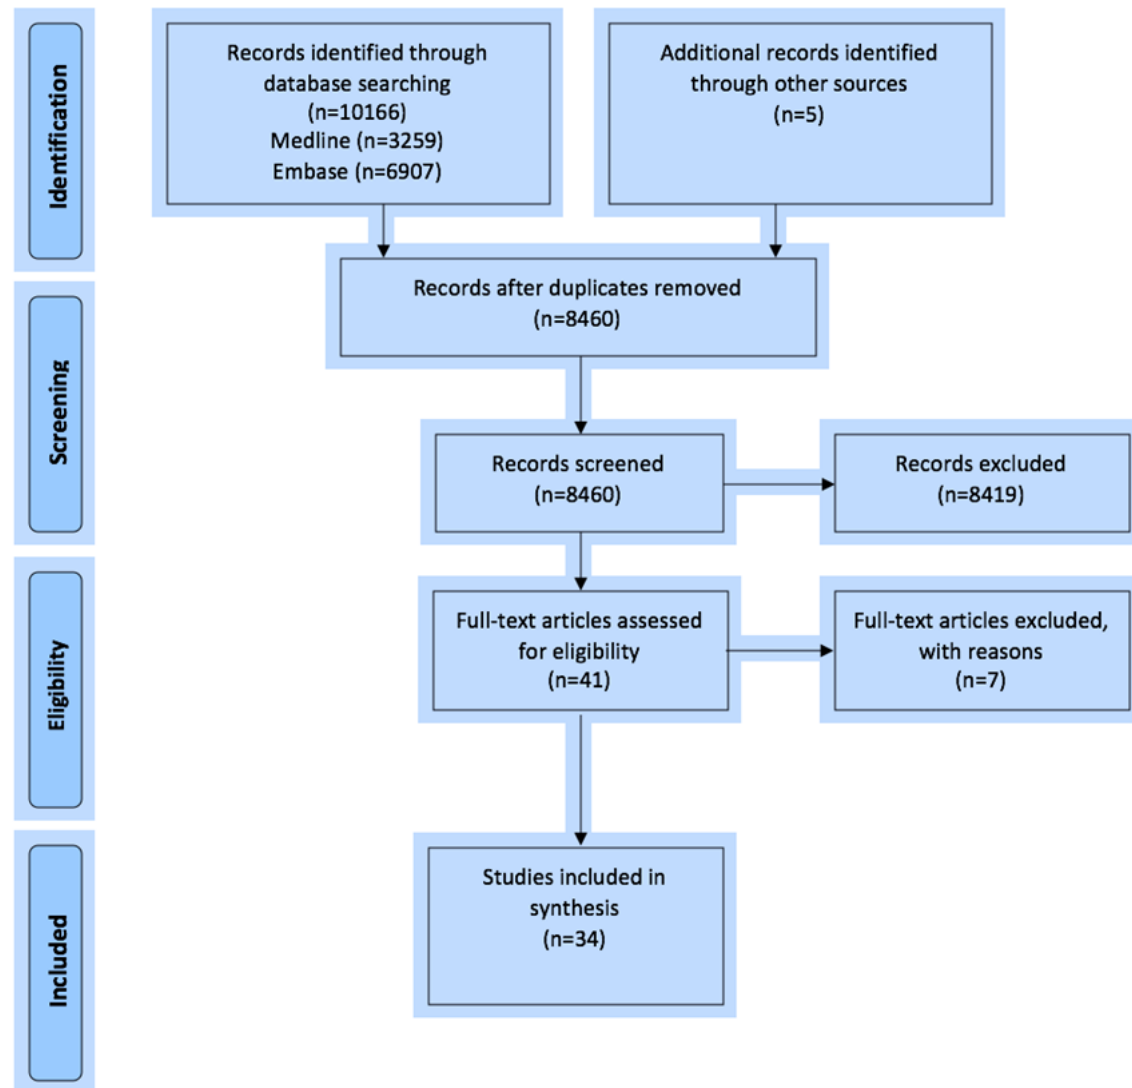 Identification
Records identified through
database searching
(n=10166)
Medline (n=3259)
Embase (n=6907)
Additional records identified
through other sources
(n=5)
Records after duplicates removed
(n=8460)
Screening
Records screened
(n=8460)
Records excluded
(n=8419)
Eligibility
Full-text articles assessed
for eligibility
(n=41)
Full-text articles excluded,
with reasons
(n=7)
Included
Studies included in
synthesis
(n=34)